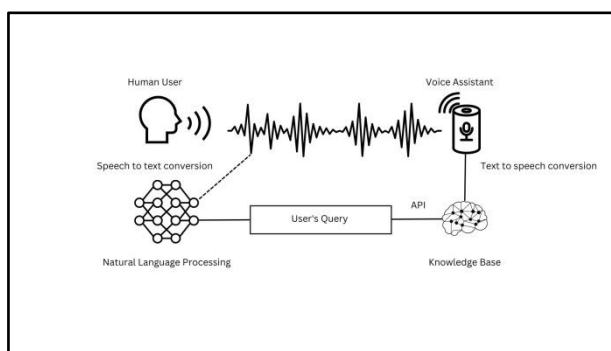 Human User
Voice Assistant
Speech to text conversion
Text to speech conversion
User's Query
API
Natural Language Processing
Knowledge Base